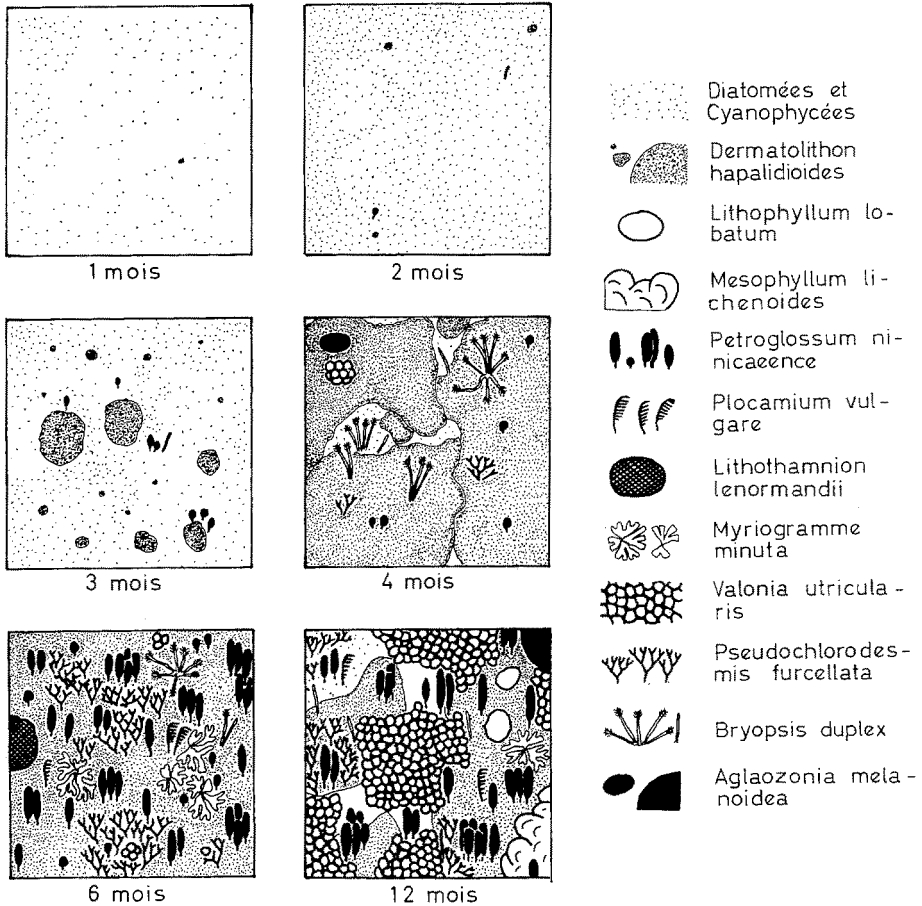 1 mois
2 mois
3 mois
4 mois
6 mois
12 mois
Diatomées et
Cyanophycées
Dermatolithon
hapalidioides
Lithophyllum lo-
batum
Mesophyllum li-
chenoides
Petroglossum ni-
nicaeence
Plocamium vul-
gare
Lithothamnion
lenormandii
Myriogramme
minuta
Valonia utricula-
ris
Pseudochlorodes-
mis furcellata
Bryopsis duplex
Aglaozonia mela-
noidea